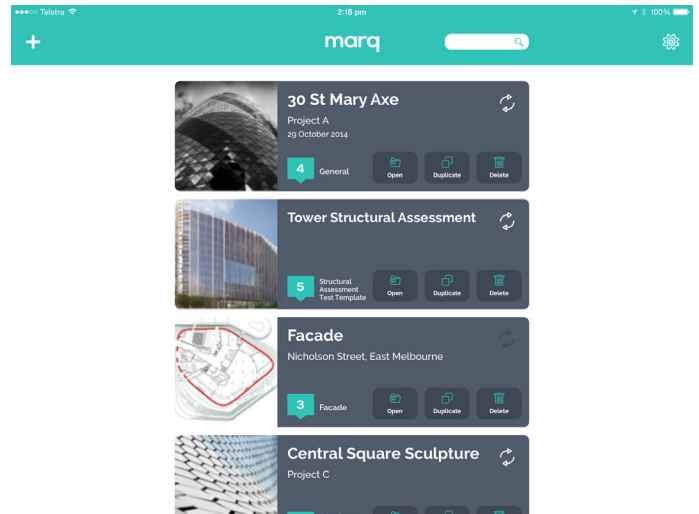 Telstra
2:18 pm
100%
marq
30 St Mary Axe
Project A
29 October 2014
4
General
Open
Duplicate
Delete
Tower Structural Assessment
5
Structural
Assessment
Test Template
Open
Duplicate
Delete
Facade
Nicholson Street, East Melbourne
3
Facade
Open
Duplicate
Delete
Central Square Sculpture
Project C